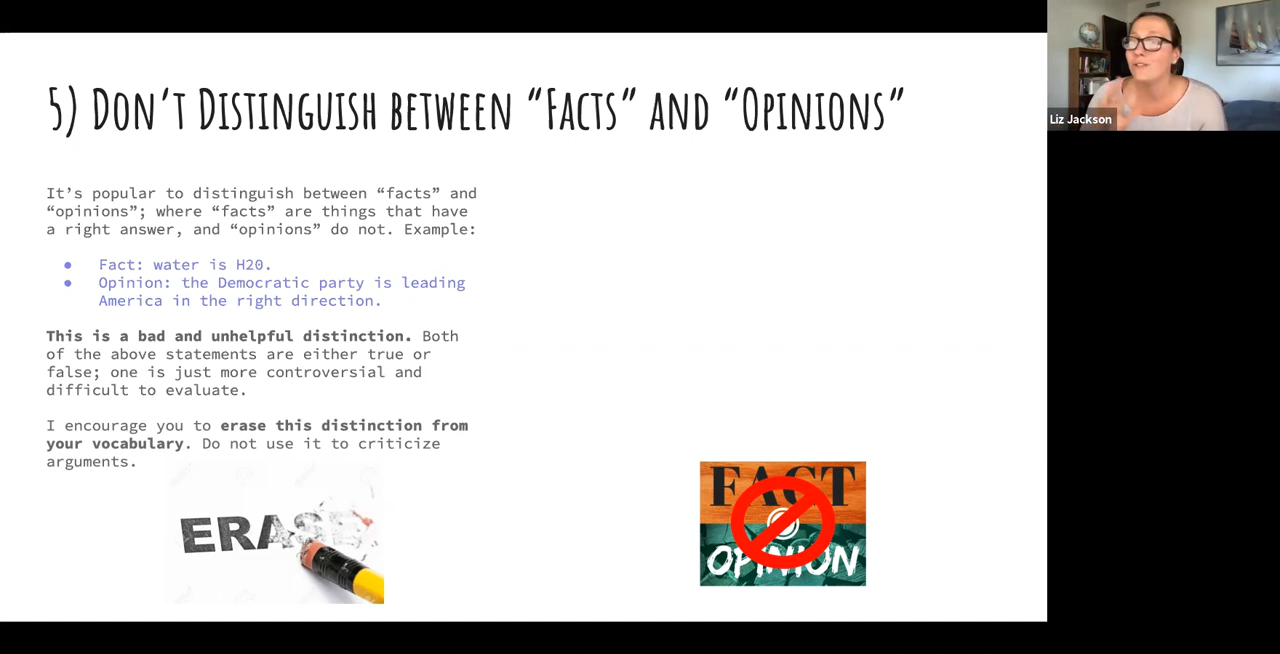 5) Don't Distinguish between “Facts” and “Opinions”
It's popular to distinguish between “facts” and
“opinions”; where “facts” are things that have
a right answer, and “opinions” do not. Example:
● Fact: water is H20.
● Opinion: the Democratic party is leading
America in the right direction.
This is a bad and unhelpful distinction. Both
of the above statements are either true or
false; one is just more controversial and
difficult to evaluate.
I encourage you to erase this distinction from
your vocabulary. Do not use it to criticize
arguments.
ERASE
FACT
OPINION
Liz Jackson